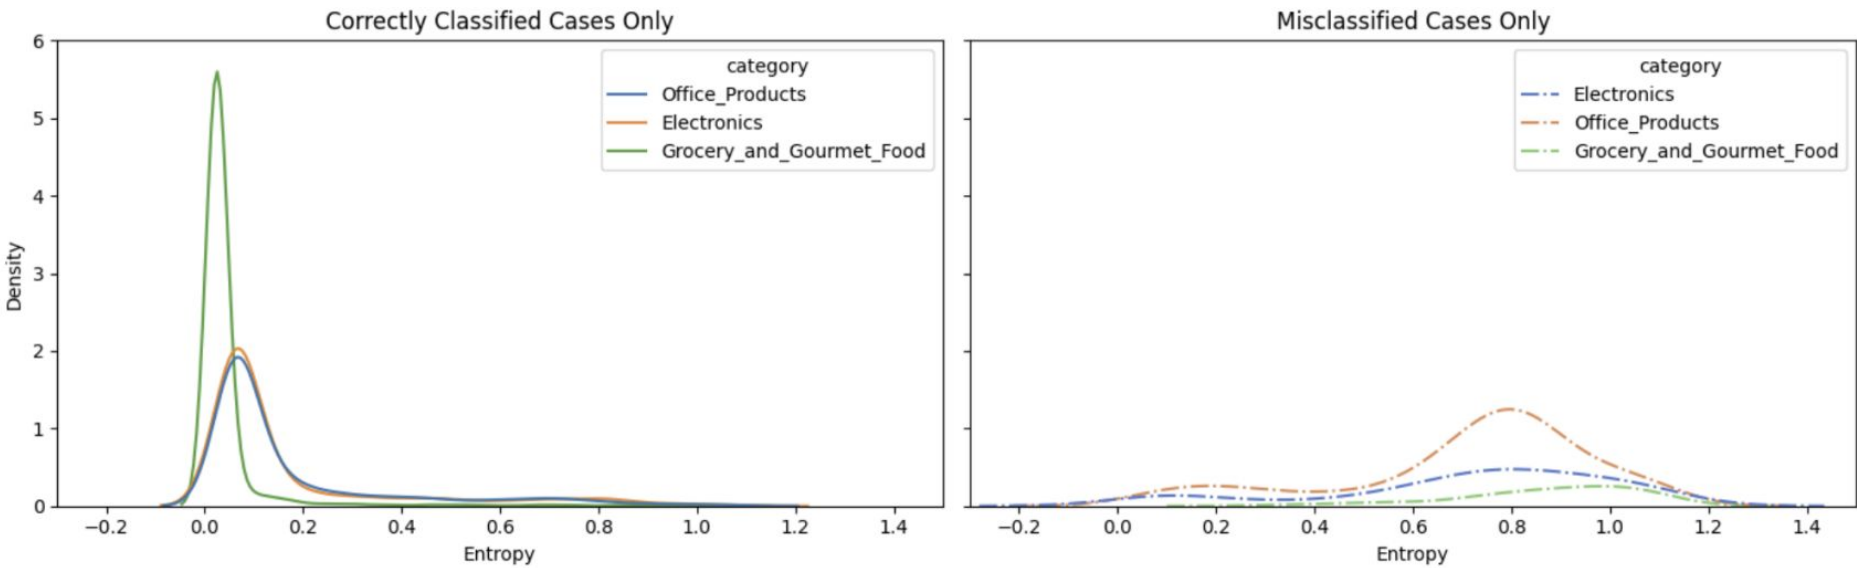 Correctly Classified Cases Only
category
Office_Products
Electronics
Grocery_and_Gourmet_Food
6
5
4
3
2
1
0
Density
−0.2 0.0 0.2 0.4 0.6 0.8 1.0 1.2 1.4
Entropy
Misclassified Cases Only
category
Electronics
Office_Products
Grocery_and_Gourmet_Food
−0.2 0.0 0.2 0.4 0.6 0.8 1.0 1.2 1.4
Entropy